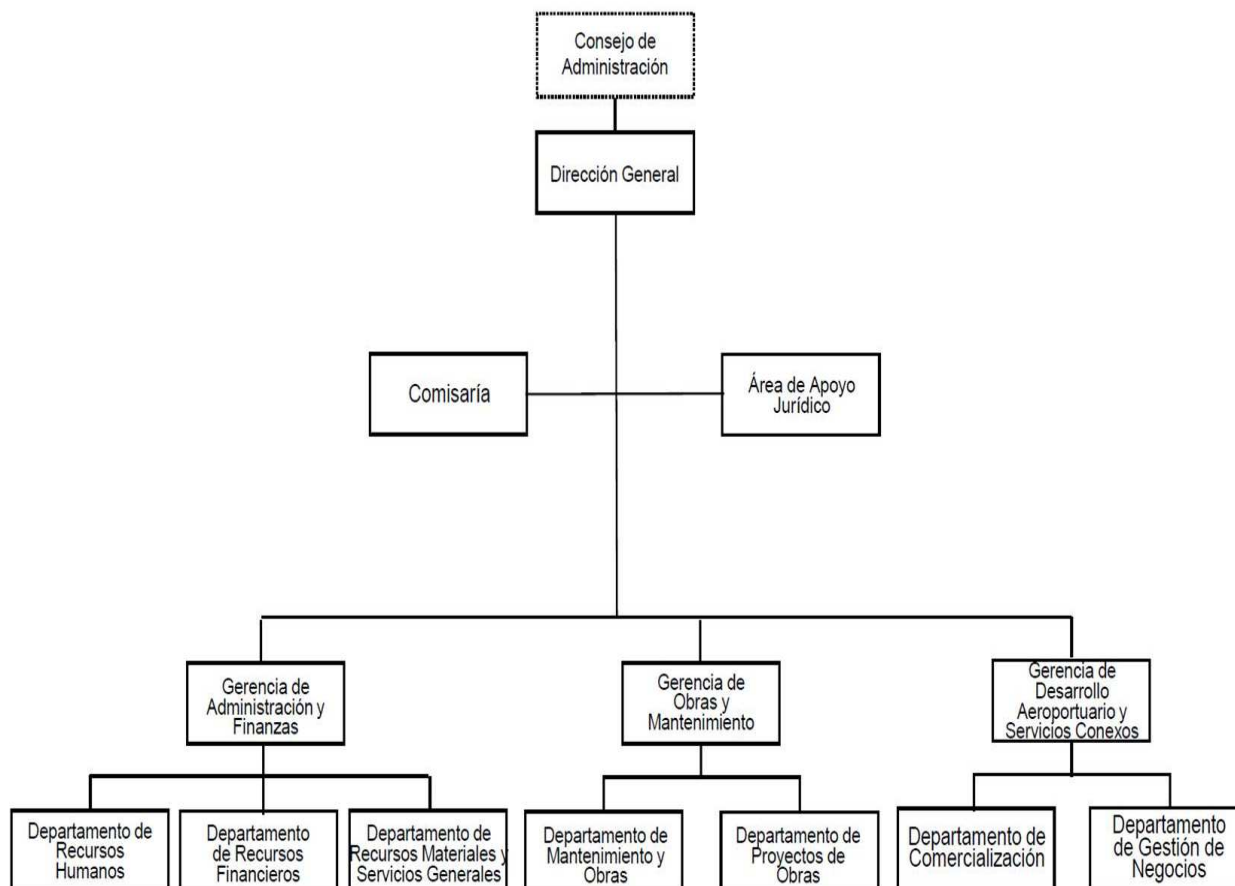 Consejo de
Administración
Dirección General
Comisaría
Área de Apoyo
Jurídico
Gerencia de
Administración y
Finanzas
Gerencia de
Obras y
Mantenimiento
Gerencia de
Desarrollo
Aeroportuario y
Servicios Conexos
Departamento de
Recursos
Humanos
Departamento
de Recursos
Financieros
Departamento de
Recursos Materiales y
Servicios Generales
Departamento de
Mantenimiento y
Obras
Departamento de
Proyectos de
Obras
Departamento de
Comercialización
Departamento
de Gestión de
Negocios